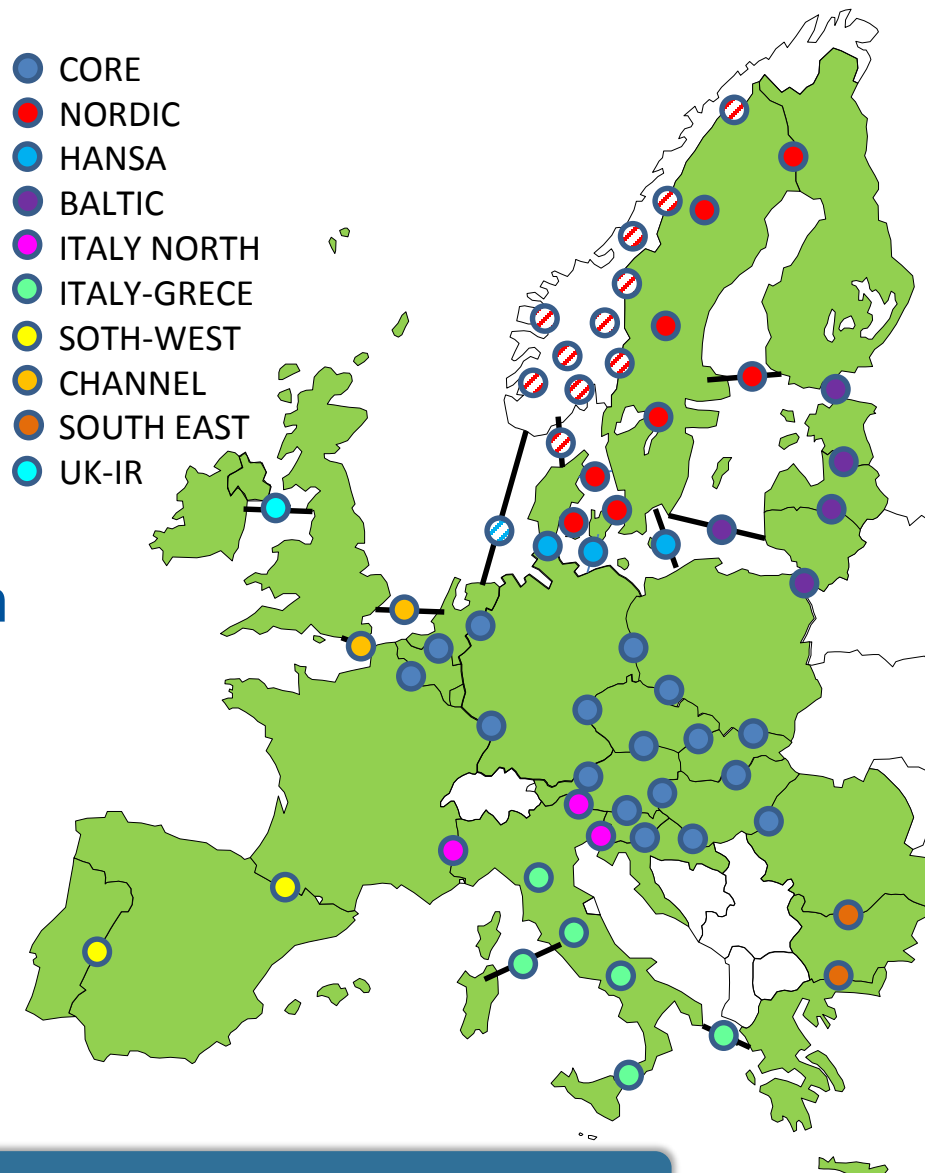 CORE
NORDIC
HANSA
BALTIC
ITALY NORTH
ITALY-GRECE
SOTH-WEST
CHANNEL
SOUTH EAST
UK-IR